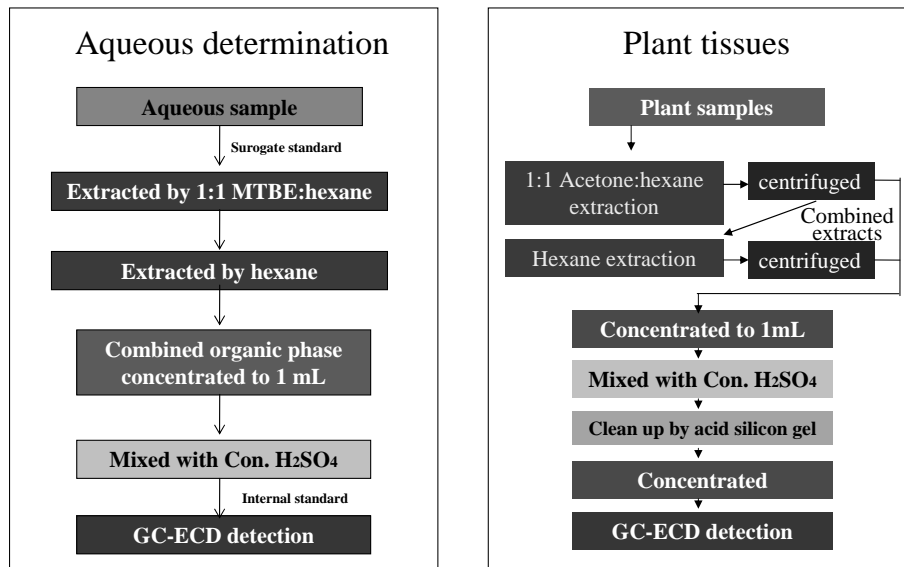 Aqueous determination
Aqueous sample
Surogate standard
Extracted by 1:1 MTBE:hexane
Extracted by hexane
Combined organic phase
concentrated to 1 mL
Mixed with Con. H₂SO₄
Internal standard
GC-ECD detection
Plant tissues
Plant samples
1:1 Acetone:hexane
extraction
centrifuged
Combined
extracts
Hexane extraction
centrifuged
Concentrated to 1mL
Mixed with Con. H₂SO₄
Clean up by acid silicon gel
Concentrated
GC-ECD detection